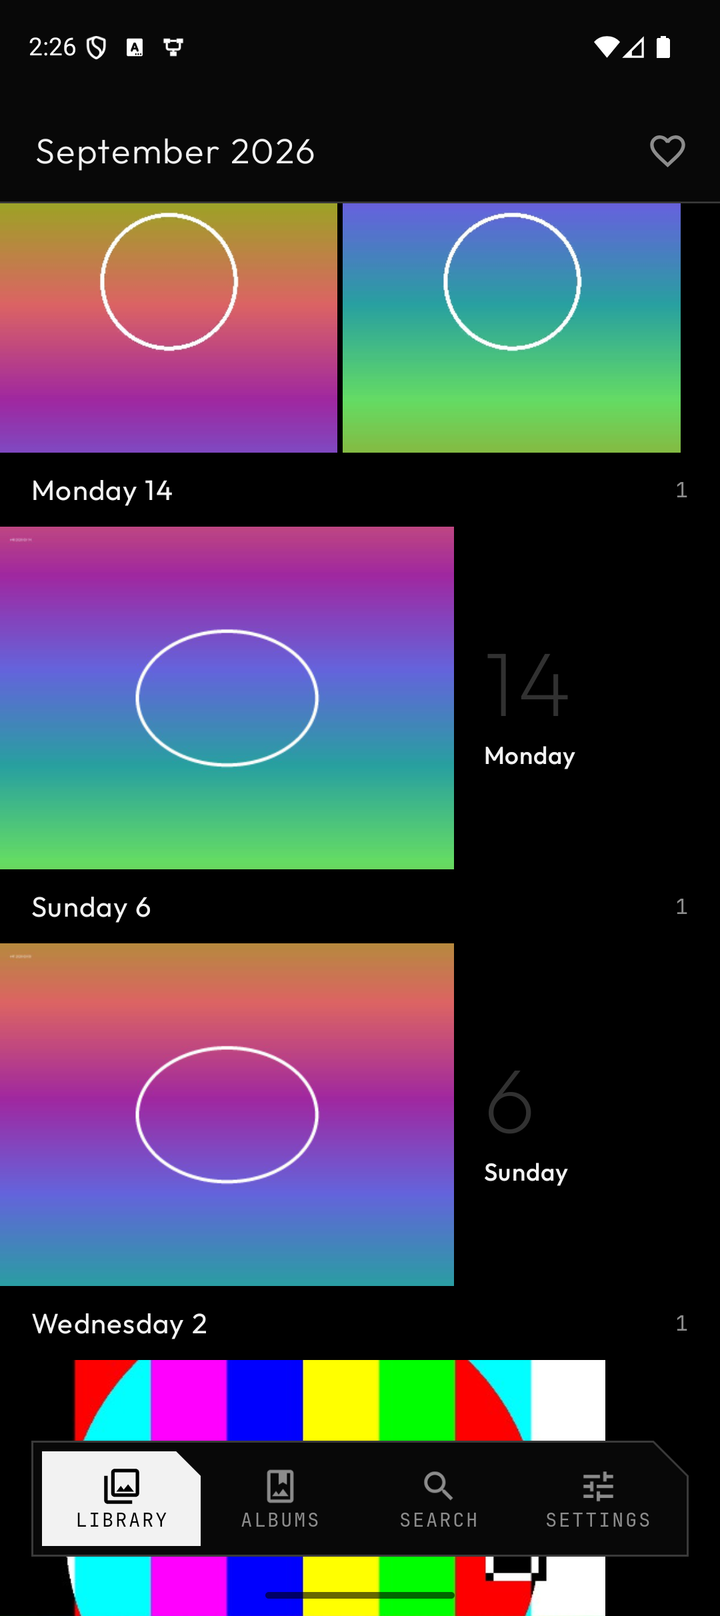 2:26
September 2026
Monday 14
1
14
Monday
Sunday 6
1
6
Sunday
Wednesday 2
1
LIBRARY
ALBUMS
SEARCH
SETTINGS